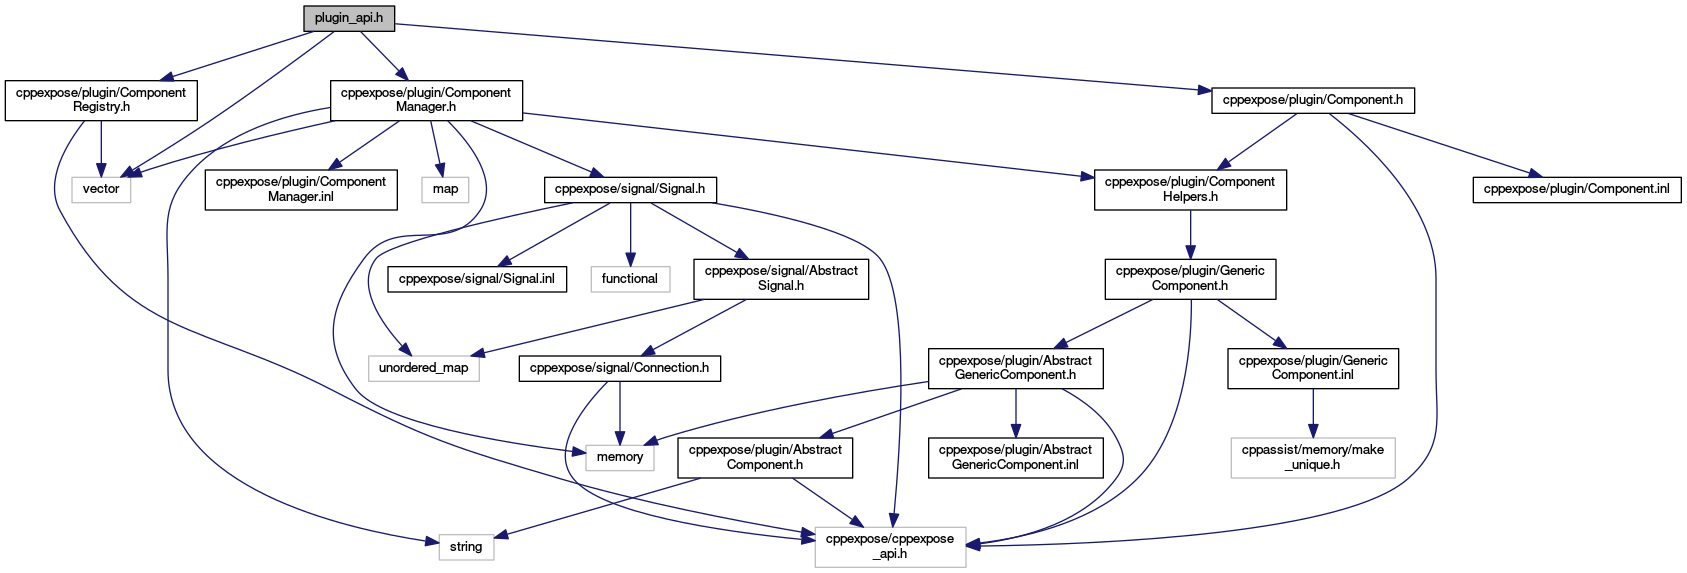 plugin_api.h
cppexpose/plugin/Component
Registry.h
cppexpose/plugin/Component
Manager.h
cppexpose/plugin/Component.h
vector
cppexpose/plugin/Component
Manager.inl
map
cppexpose/signal/Signal.h
cppexpose/plugin/Component
Helpers.h
cppexpose/plugin/Component.inl
cppexpose/signal/Signal.inl
functional
cppexpose/signal/Abstract
Signal.h
cppexpose/plugin/Generic
Component.h
unordered_map
cppexpose/signal/Connection.h
cppexpose/plugin/Abstract
GenericComponent.h
cppexpose/plugin/Generic
Component.inl
memory
cppexpose/plugin/Abstract
Component.h
cppexpose/plugin/Abstract
GenericComponent.inl
cppassist/memory/make
_unique.h
string
cppexpose/cppexpose
_api.h